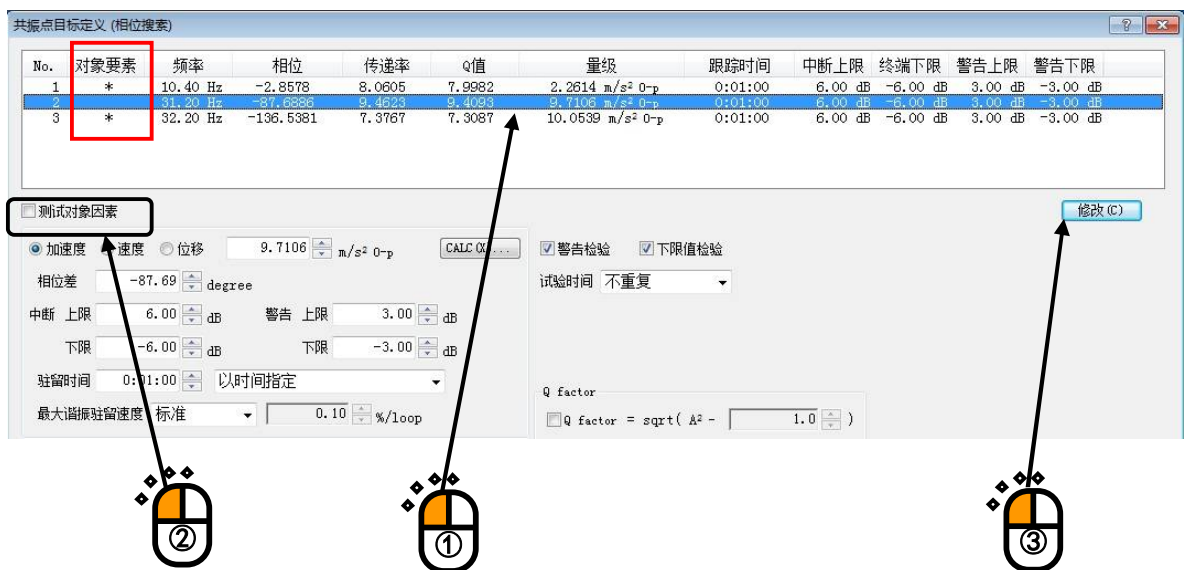 共振点目标定义 (相位搜索)
No. 对象要素 频率 相位 传递率 Q值 量级 跟踪时间 中断上限 终端下限 警告上限 警告下限
1 * 10.40 Hz -2.8578 8.0605 7.9982 2.2614 m/s² 0-p 0:01:00 6.00 dB -6.00 dB 3.00 dB -3.00 dB
2 31.20 Hz -87.6886 9.4623 9.4093 9.7106 m/s² 0-p 0:01:00 6.00 dB -6.00 dB 3.00 dB -3.00 dB
3 * 32.20 Hz -136.5381 7.3767 7.3087 10.0539 m/s² 0-p 0:01:00 6.00 dB -6.00 dB 3.00 dB -3.00 dB
测试对象因素 修改(C)
加速度 速度 位移 9.7106 m/s² 0-p CALC(X)... 警告检验 下限值检验
相位差 -87.69 degree 试验时间 不重复
中断 上限 6.00 dB 警告 上限 3.00 dB
下限 -6.00 dB 下限 -3.00 dB
驻留时间 0:01:00 以时间指定
Q factor
最大谐振驻留速度 标准 0.10 %/loop Q factor = sqrt( A² - 1.0 )
② ① ③